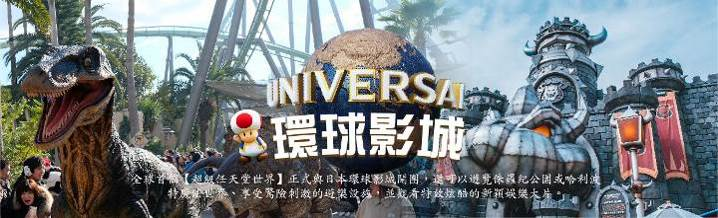 UNIVERSAL
環球影城
全球首個【超級任天堂世界】正式與日本環球影城開園，還可以遊覽侏羅紀公園或哈利波
特魔法世界、享受驚險刺激的遊樂設施，並觀看特效炫酷的新穎娛樂大片。